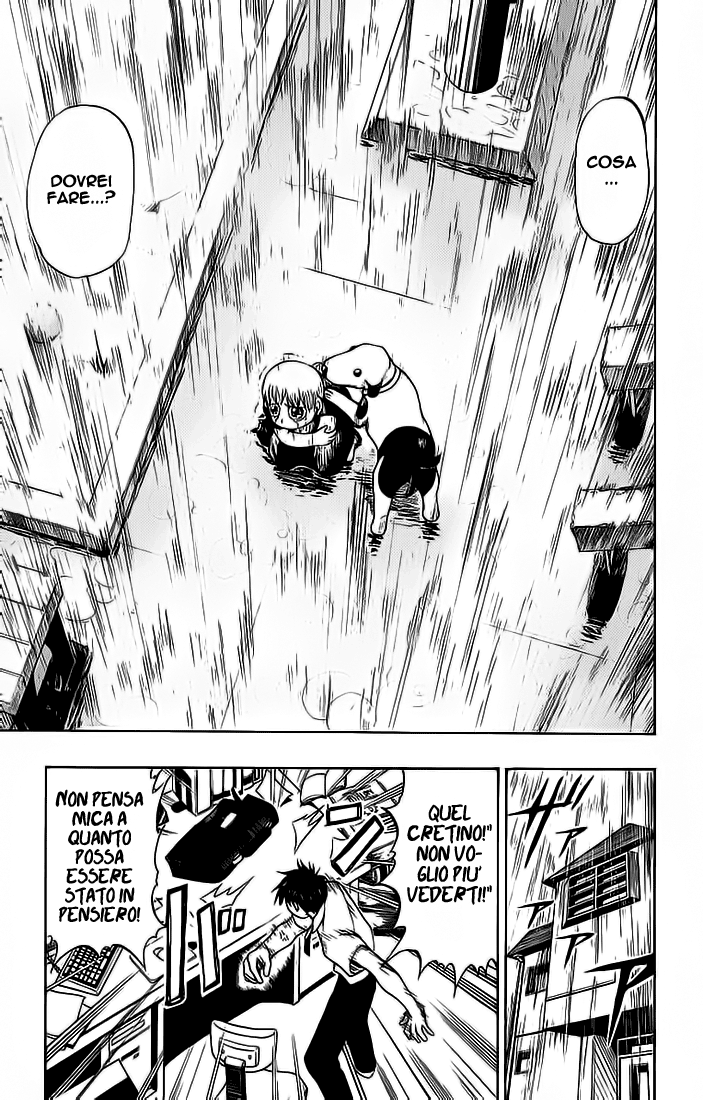 COSA
...
DOVREI
FARE...?
QUEL
CRETINO!"
NON VO-
GLIO PIU'
VEDERTI!"
NON PENSA
MICA A
QUANTO
POSSA
ESSERE
STATO IN
PENSIERO!